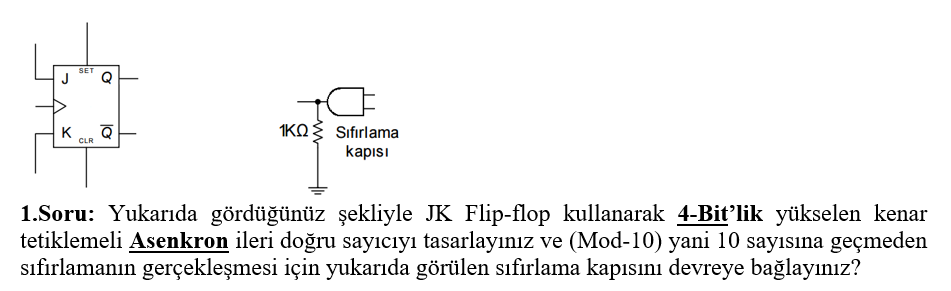 J SET Q
K CLR Q
1KΩ Sıfırlama
kapısı
1.Soru: Yukarıda gördüğünüz şekliyle JK Flip-flop kullanarak 4-Bit’lik yükselen kenar
tetiklemeli Asenkron ileri doğru sayıcıyı tasarlayınız ve (Mod-10) yani 10 sayısına geçmeden
sıfırlamanın gerçekleşmesi için yukarıda görülen sıfırlama kapısını devreye bağlayınız?